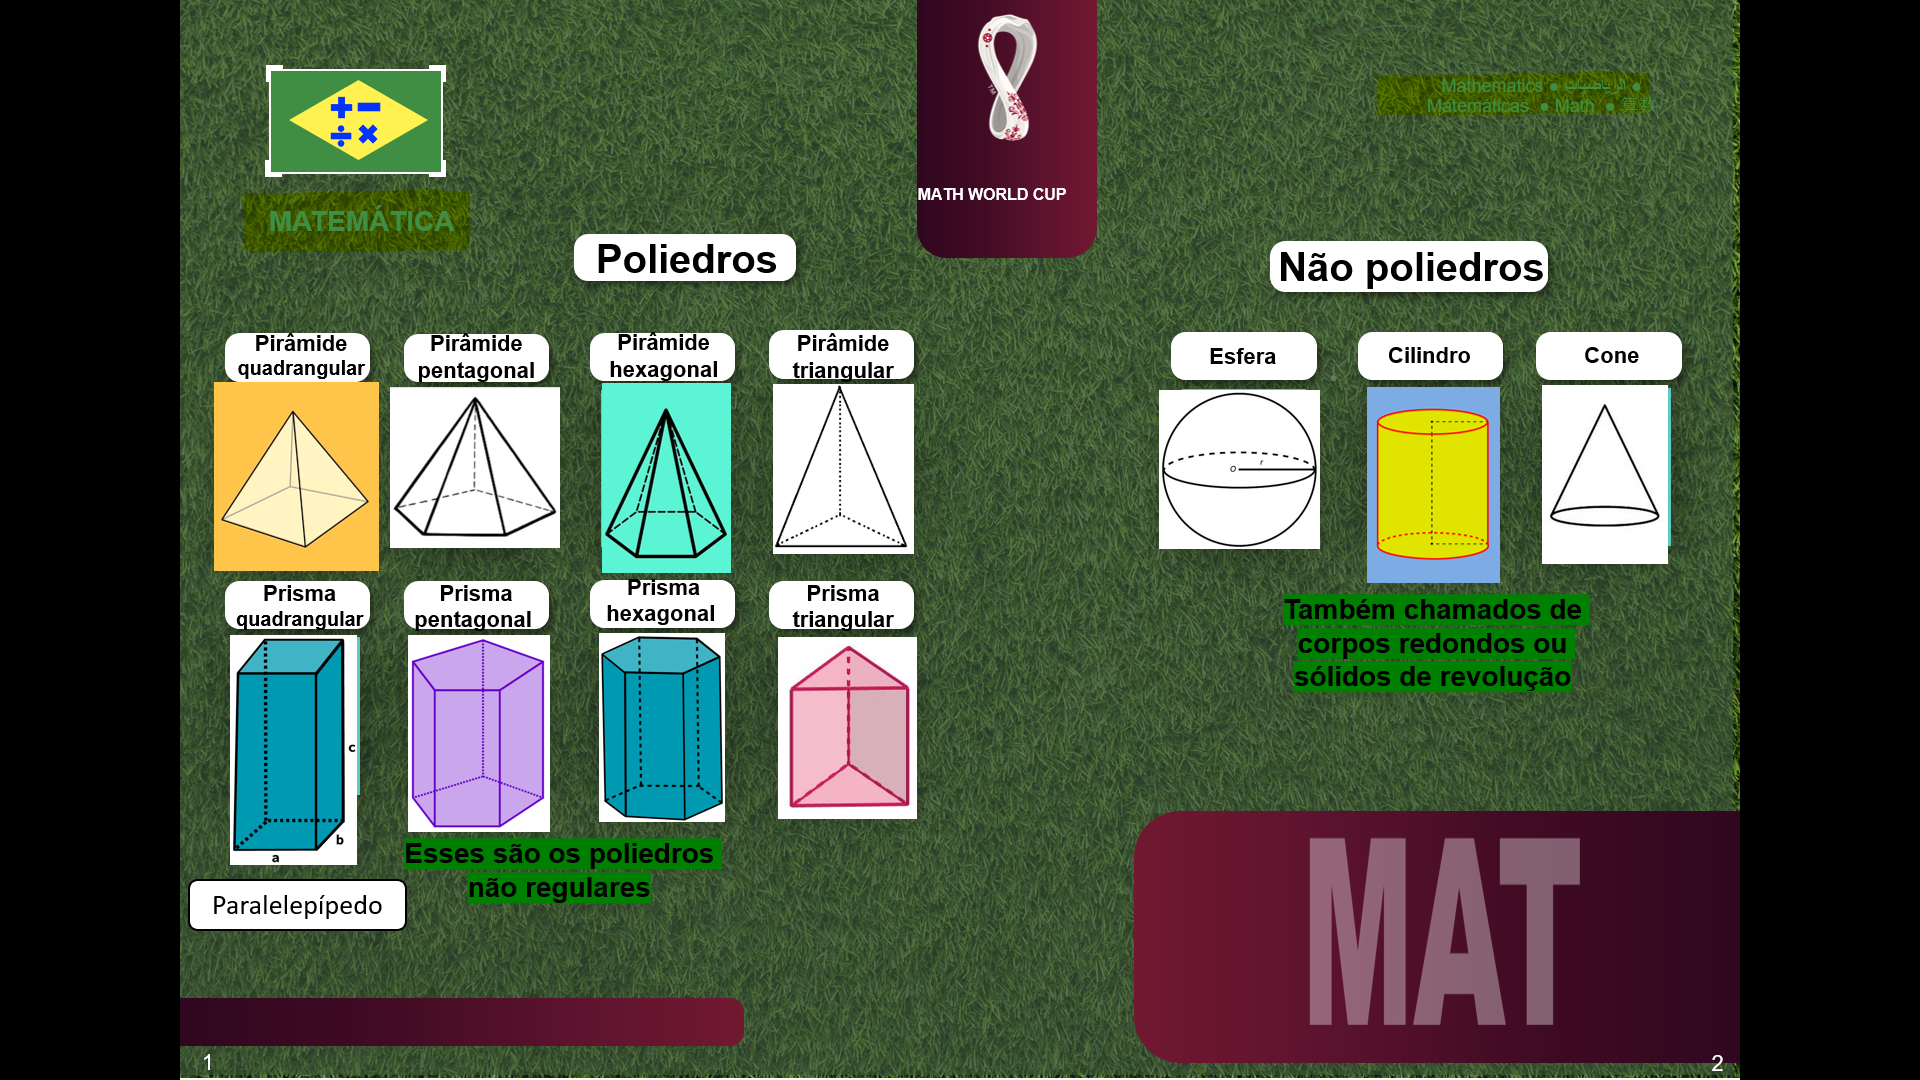 MATEMÁTICA
MATH WORLD CUP
Mathematics ● الرياضيات ●
Matemáticas ● Math ● 算数
Poliedros
Não poliedros
Pirâmide
quadrangular
Pirâmide
pentagonal
Pirâmide
hexagonal
Pirâmide
triangular
Esfera
Cilindro
Cone
O r
Prisma
quadrangular
Prisma
pentagonal
Prisma
hexagonal
Prisma
triangular
Também chamados de
corpos redondos ou
sólidos de revolução
c
b
a
Esses são os poliedros
não regulares
Paralelepípedo
MAT
1
2